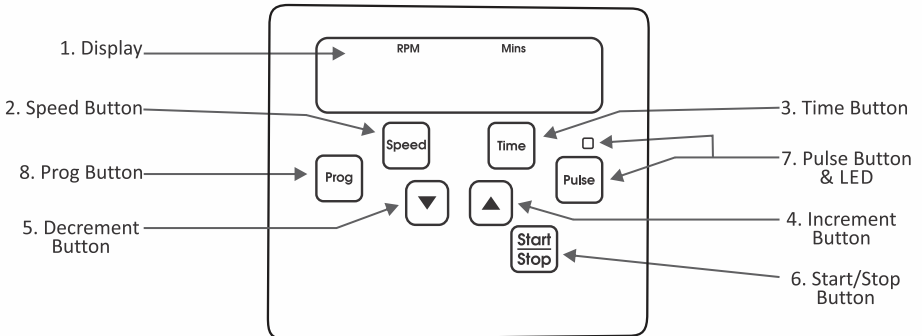 1. Display
RPM
Mins
2. Speed Button
3. Time Button
Speed
Time
8. Prog Button
Prog
Pulse
7. Pulse Button
& LED
5. Decrement
Button
4. Increment
Button
Start
Stop
6. Start/Stop
Button